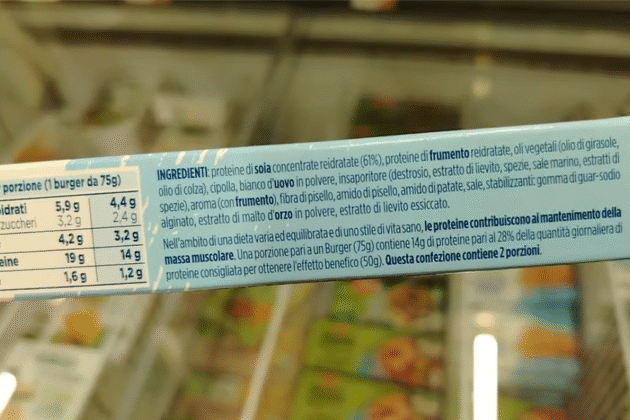 porzione (1 burger da 75g)
idrati 5,9 g 4,4 g
zuccheri 3,2 g 2,4 g
4,2 g 3,2 g
eine 19 g 14 g
1,6 g 1,2 g
INGREDIENTI: proteine di soia concentrate reidratate (61%), proteine di frumento reidratate, oli vegetali (olio di girasole,
olio di colza), cipolla, bianco d'uovo in polvere, insaporitore (destrosio, estratto di lievito, spezie, sale marino, estratti di
spezie), aroma (con frumento), fibra di pisello, amido di pisello, amido di patate, sale, stabilizzanti: gomma di guar-sodio
alginato, estratto di malto d'orzo in polvere, estratto di lievito essiccato.
Nell'ambito di una dieta varia ed equilibrata e di uno stile di vita sano, le proteine contribuiscono al mantenimento della
massa muscolare. Una porzione pari a un Burger (75g) contiene 14g di proteine pari al 28% della quantità giornaliera di
proteine consigliata per ottenere l'effetto benefico (50g). Questa confezione contiene 2 porzioni.